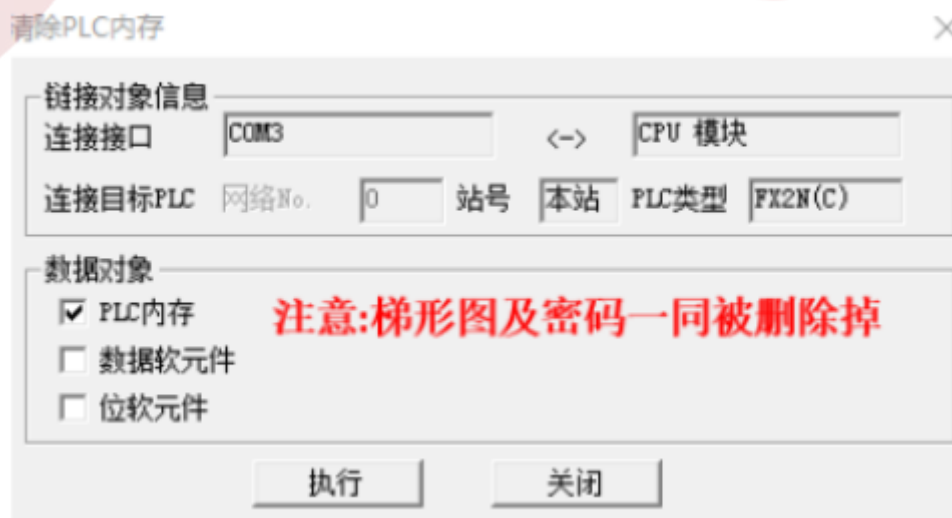 清除PLC内存
链接对象信息
连接接口 COM3 <-> CPU 模块
连接目标PLC 网络No. 0 站号 本站 PLC类型 FX2N(C)
数据对象
PLC内存
注意:梯形图及密码一同被删除掉
数据软元件
位软元件
执行 关闭